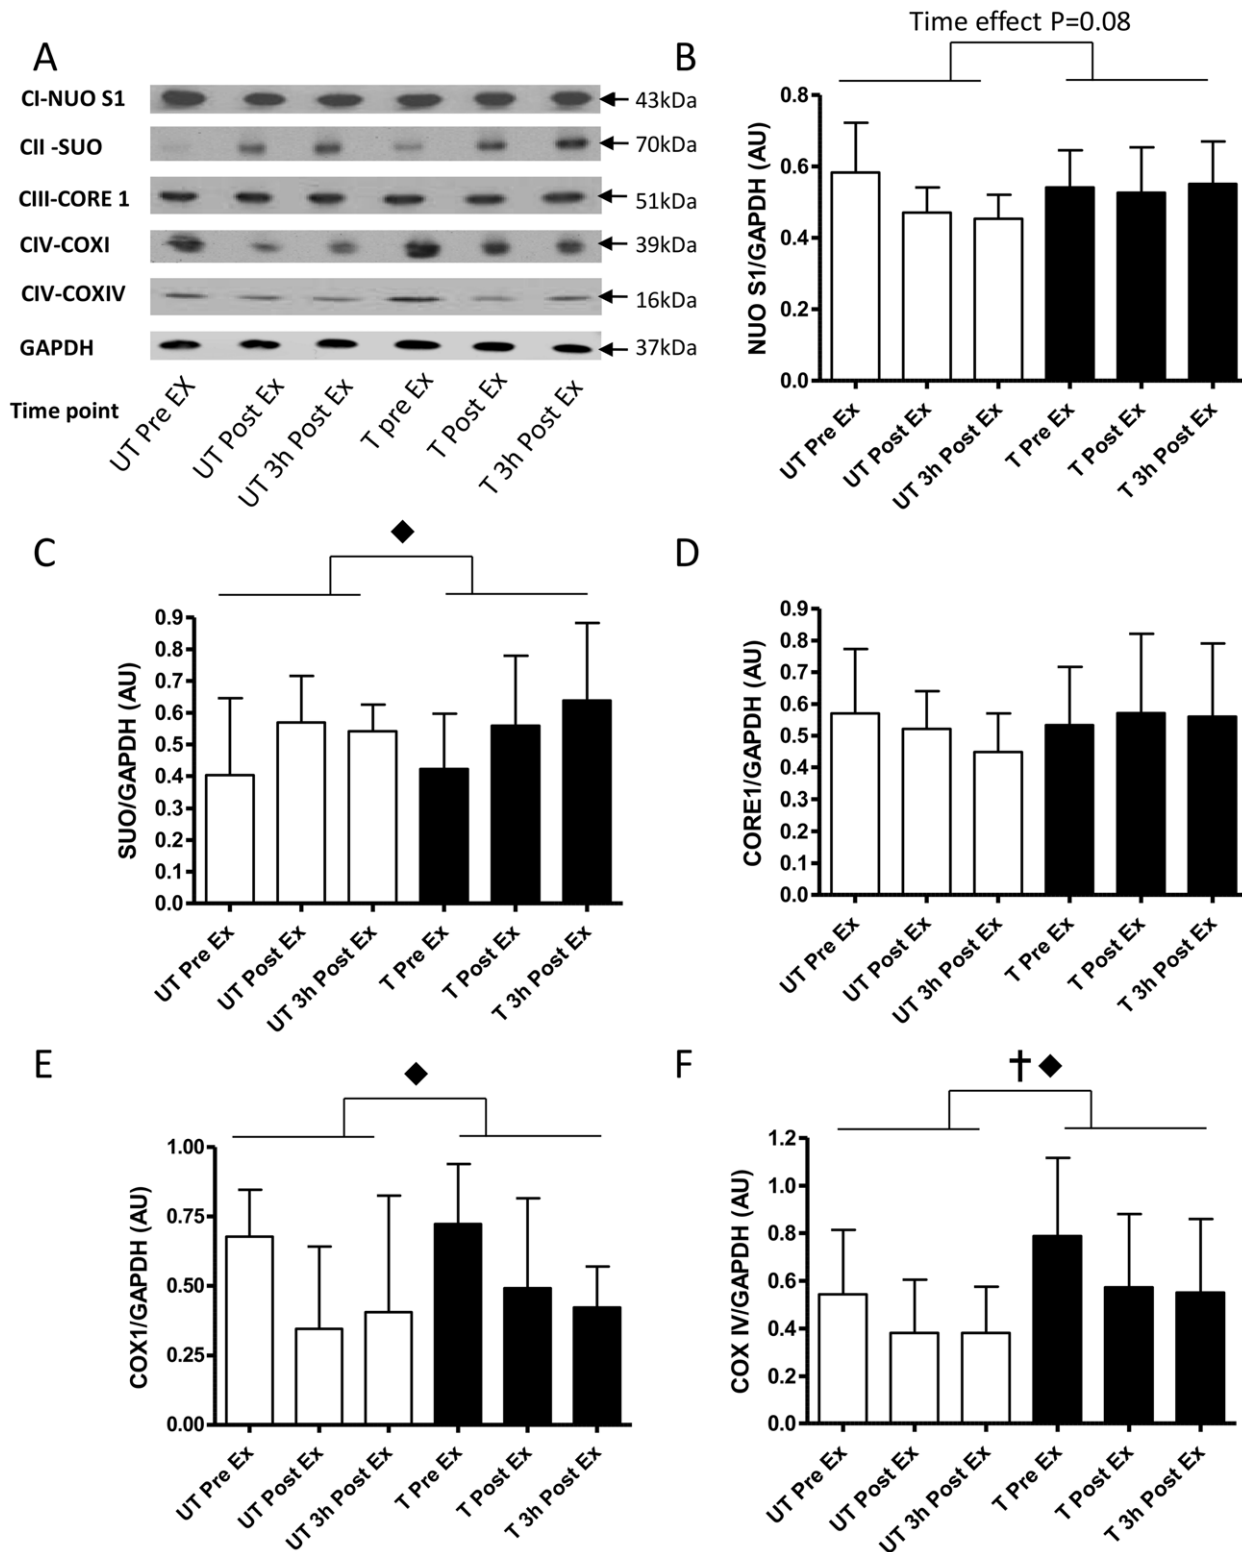 A
CI-NUO S1
43kDa
CII -SUO
70kDa
CIII-CORE 1
51kDa
CIV-COXI
39kDa
CIV-COXIV
16kDa
GAPDH
37kDa
Time point
UT Pre EX
UT Post Ex
UT 3h Post Ex
T pre Ex
T Post Ex
T 3h Post Ex
B
Time effect P=0.08
NUO S1/GAPDH (AU)
0.8
0.6
0.4
0.2
0.0
UT Pre Ex
UT Post Ex
UT 3h Post Ex
T Pre Ex
T Post Ex
T 3h Post Ex
C
◆
SUO/GAPDH (AU)
0.9
0.8
0.7
0.6
0.5
0.4
0.3
0.2
0.1
0.0
UT Pre Ex
UT Post Ex
UT 3h Post Ex
T Pre Ex
T Post Ex
T 3h Post Ex
D
CORE1/GAPDH (AU)
0.9
0.8
0.7
0.6
0.5
0.4
0.3
0.2
0.1
0.0
UT Pre Ex
UT Post Ex
UT 3h Post Ex
T Pre Ex
T Post Ex
T 3h Post Ex
E
◆
COX1/GAPDH (AU)
1.00
0.75
0.50
0.25
0.00
UT Pre Ex
UT Post Ex
UT 3h Post Ex
T Pre Ex
T Post Ex
T 3h Post Ex
F
†◆
COX IV/GAPDH (AU)
1.2
1.0
0.8
0.6
0.4
0.2
0.0
UT Pre Ex
UT Post Ex
UT 3h Post Ex
T Pre Ex
T Post Ex
T 3h Post Ex